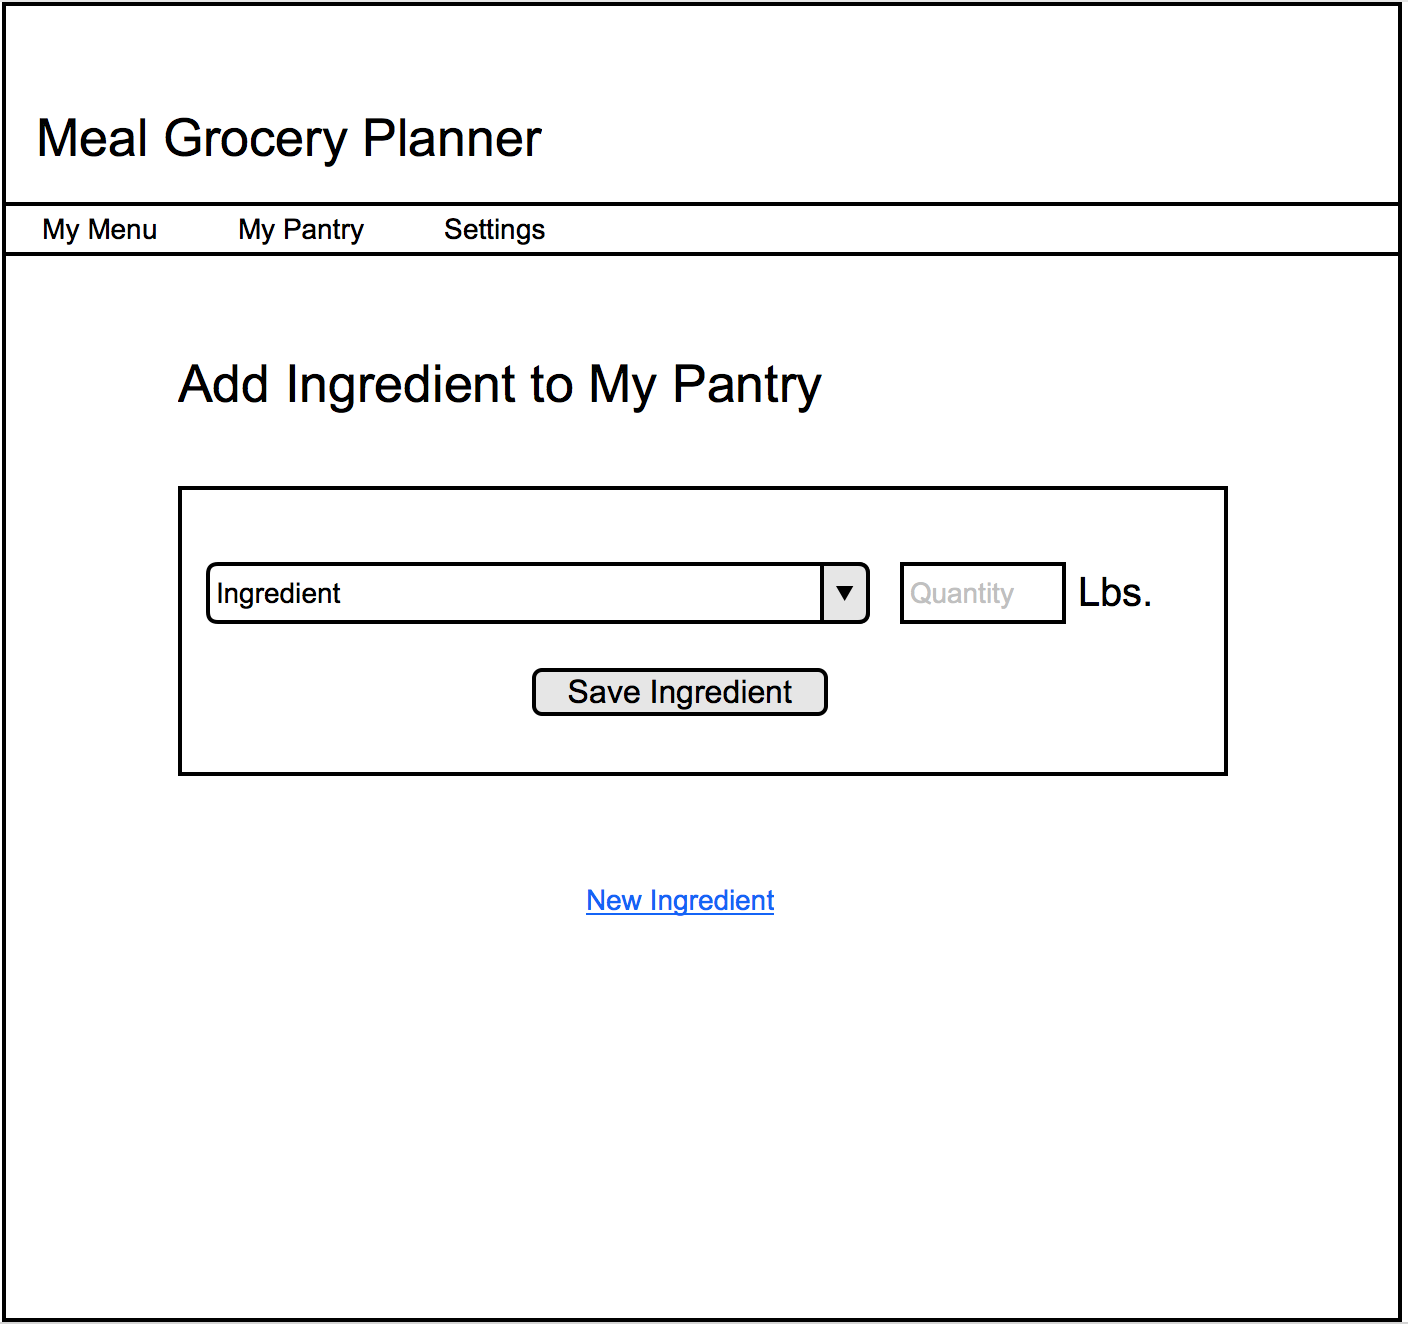 Meal Grocery Planner
My Menu My Pantry Settings
Add Ingredient to My Pantry
Ingredient ▼ Quantity Lbs.
Save Ingredient
New Ingredient